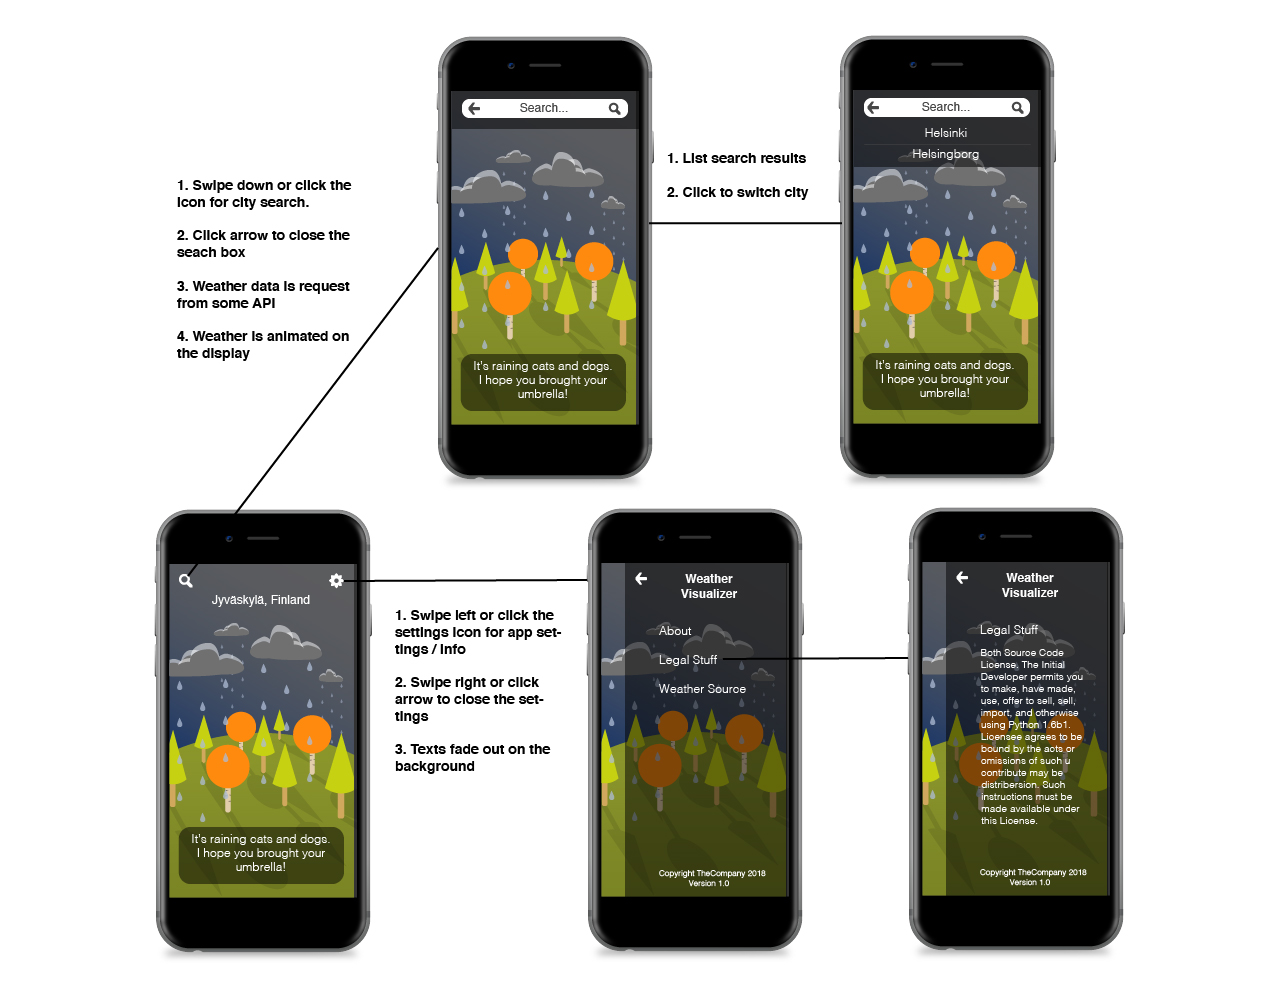 Search...
It's raining cats and dogs.
I hope you brought your
umbrella!
1. List search results
2. Click to switch city
Search...
Helsinki
Helsingborg
It's raining cats and dogs.
I hope you brought your
umbrella!
1. Swipe down or click the
icon for city search.
2. Click arrow to close the
seach box
3. Weather data is request
from some API
4. Weather is animated on
the display
Jyväskylä, Finland
It's raining cats and dogs.
I hope you brought your
umbrella!
1. Swipe left or click the
settings icon for app set-
tings / info
2. Swipe right or click
arrow to close the set-
tings
3. Texts fade out on the
background
Weather
Visualizer
About
Legal Stuff
Weather Source
Copyright TheCompany 2018
Version 1.0
Weather
Visualizer
Legal Stuff
Both Source Code
License, The Initial
Developer permits you
to make, have made,
use, offer to sell, sell,
import, and otherwise
using Python 1.6b1.
Licensee agrees to be
bound by the acts or
omissions of such u
contribute may be
distribersion. Such
instructions must be
made available under
this License.
Copyright TheCompany 2018
Version 1.0